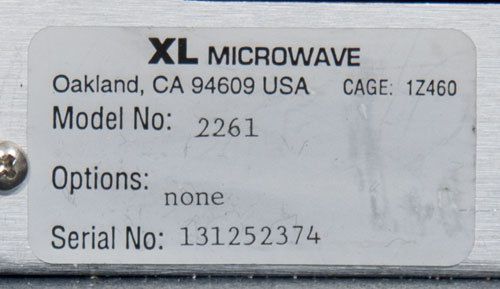 XL MICROWAVE
Oakland, CA 94609 USA CAGE: 1Z460
Model No: 2261
Options: none
Serial No: 131252374